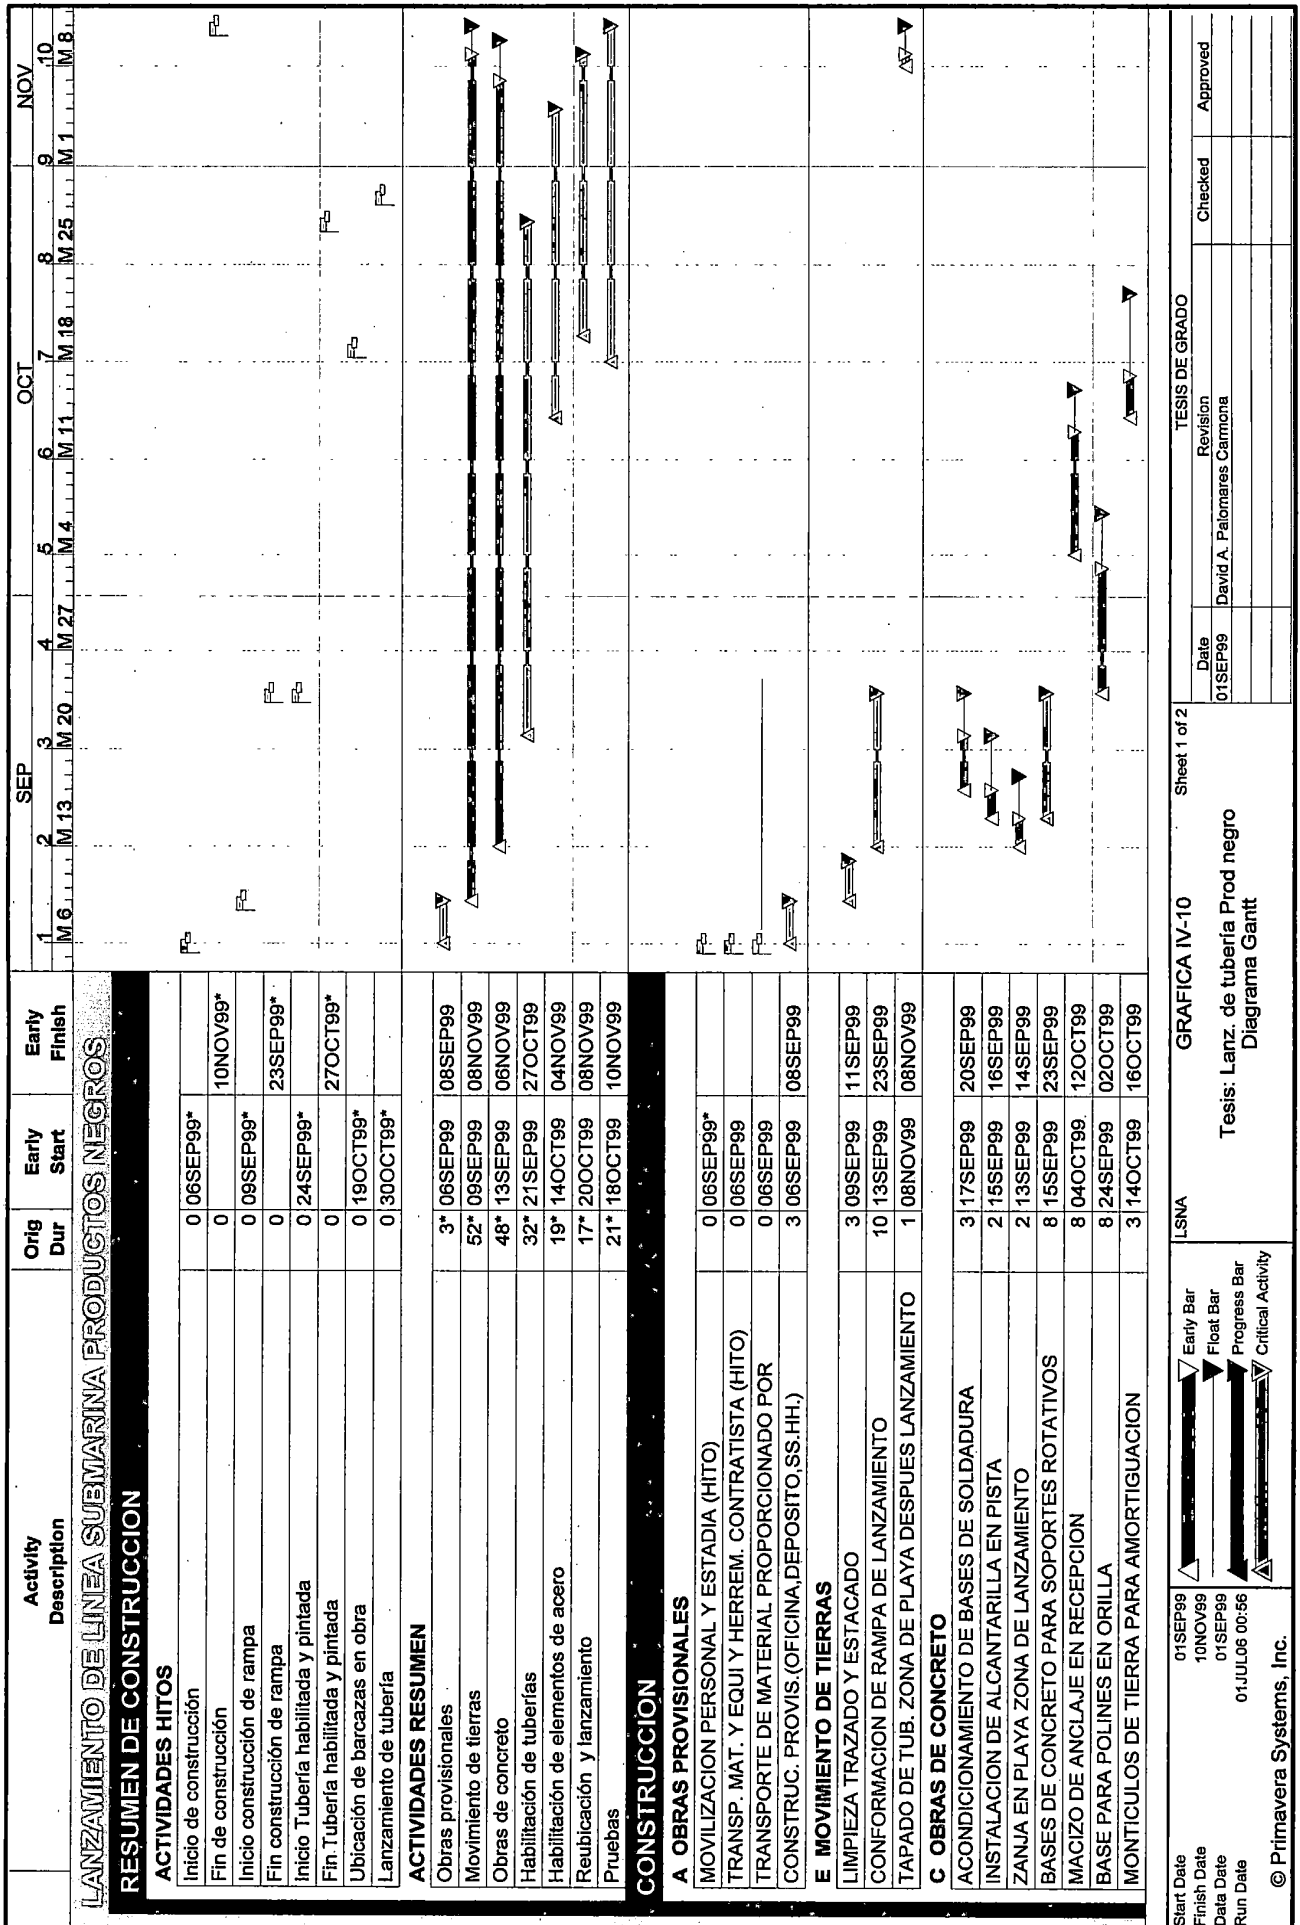 Activity Description Orig Dur Early Start Early Finish SEP OCT NOV
1 2 3 4 5 6 7 8 9 10
M 6 M 13 M 20 M 27 M 4 M 11 M 18 M 25 M 1 M 8
LANZAMIENTO DE LINEA SUBMARINA PRODUCTOS NEGROS
RESUMEN DE CONSTRUCCION
ACTIVIDADES HITOS
Inicio de construcción 0 06SEP99*
Fin de construcción 0 10NOV99*
Inicio construcción de rampa 0 09SEP99*
Fin construcción de rampa 0 23SEP99*
Inicio Tubería habilitada y pintada 0 24SEP99*
Fin Tubería habilitada y pintada 0 27OCT99*
Ubicación de barcazas en obra 0 19OCT99*
Lanzamiento de tubería 0 30OCT99*
ACTIVIDADES RESUMEN
Obras provisionales 3* 06SEP99 08SEP99
Movimiento de tierras 52* 09SEP99 08NOV99
Obras de concreto 48* 13SEP99 06NOV99
Habilitación de tuberías 32* 21SEP99 27OCT99
Habilitación de elementos de acero 19* 14OCT99 04NOV99
Reubicación y lanzamiento 17* 20OCT99 08NOV99
Pruebas 21* 18OCT99 10NOV99
CONSTRUCCION
A OBRAS PROVISIONALES
MOVILIZACION PERSONAL Y ESTADIA (HITO) 0 06SEP99*
TRANSP. MAT. Y EQUI Y HERREM. CONTRATISTA (HITO) 0 06SEP99
TRANSPORTE DE MATERIAL PROPORCIONADO POR 0 06SEP99
CONSTRUC. PROVIS.(OFICINA,DEPOSITO,SS.HH.) 3 06SEP99 08SEP99
E MOVIMIENTO DE TIERRAS
LIMPIEZA TRAZADO Y ESTACADO 3 09SEP99 11SEP99
CONFORMACION DE RAMPA DE LANZAMIENTO 10 13SEP99 23SEP99
TAPADO DE TUB. ZONA DE PLAYA DESPUES LANZAMIENTO 1 08NOV99 08NOV99
C OBRAS DE CONCRETO
ACONDICIONAMIENTO DE BASES DE SOLDADURA 3 17SEP99 20SEP99
INSTALACION DE ALCANTARILLA EN PISTA 2 15SEP99 16SEP99
ZANJA EN PLAYA ZONA DE LANZAMIENTO 2 13SEP99 14SEP99
BASES DE CONCRETO PARA SOPORTES ROTATIVOS 8 15SEP99 23SEP99
MACIZO DE ANCLAJE EN RECEPCION 8 04OCT99 12OCT99
BASE PARA POLINES EN ORILLA 8 24SEP99 02OCT99
MONTICULOS DE TIERRA PARA AMORTIGUACION 3 14OCT99 16OCT99
Start Date 01SEP99
Finish Date 10NOV99
Data Date 01SEP99
Run Date 01JUL06 00:56
© Primavera Systems, Inc.
Early Bar
Float Bar
Progress Bar
Critical Activity
LSNA
GRAFICA IV-10
Sheet 1 of 2
Tesis: Lanz. de tubería Prod negro
Diagrama Gantt
TESIS DE GRADO
Date Revision Checked Approved
01SEP99 David A. Palomares Carmona